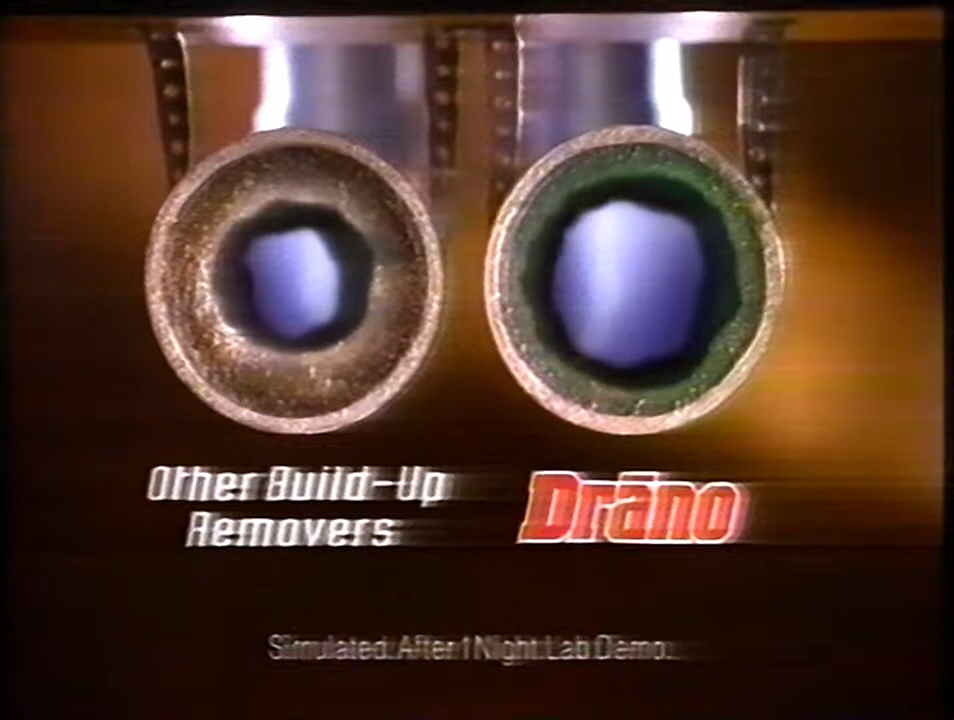 Other Build-Up
Removers
Drāno
Simulated. After 1 Night. Lab Demo.